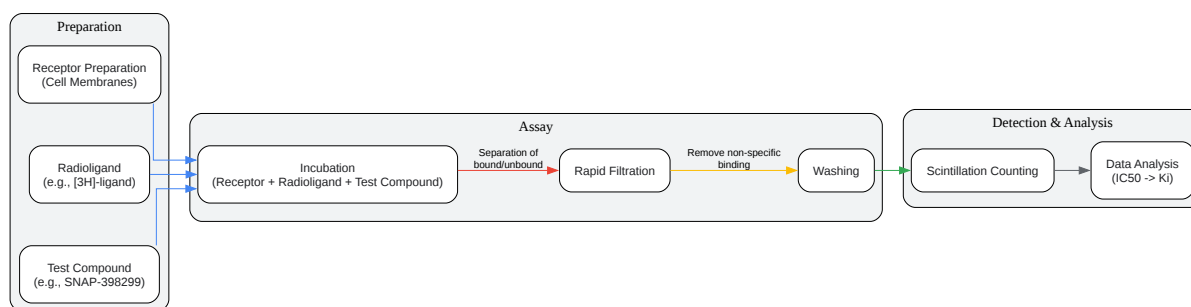 Preparation
Receptor Preparation
(Cell Membranes)
Radioligand
(e.g., [3H]-ligand)
Test Compound
(e.g., SNAP-398299)
Assay
Incubation
(Receptor + Radioligand + Test Compound)
Separation of
bound/unbound
Rapid Filtration
Remove non-specific
binding
Washing
Detection & Analysis
Scintillation Counting
Data Analysis
(IC50 -> Ki)